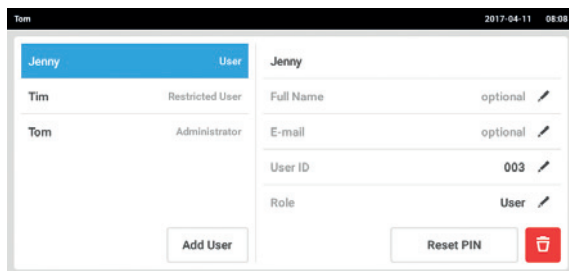 Tom 2017-04-11 08:08
Jenny User
Tim Restricted User
Tom Administrator
Add User
Jenny
Full Name optional
E-mail optional
User ID 003
Role User
Reset PIN